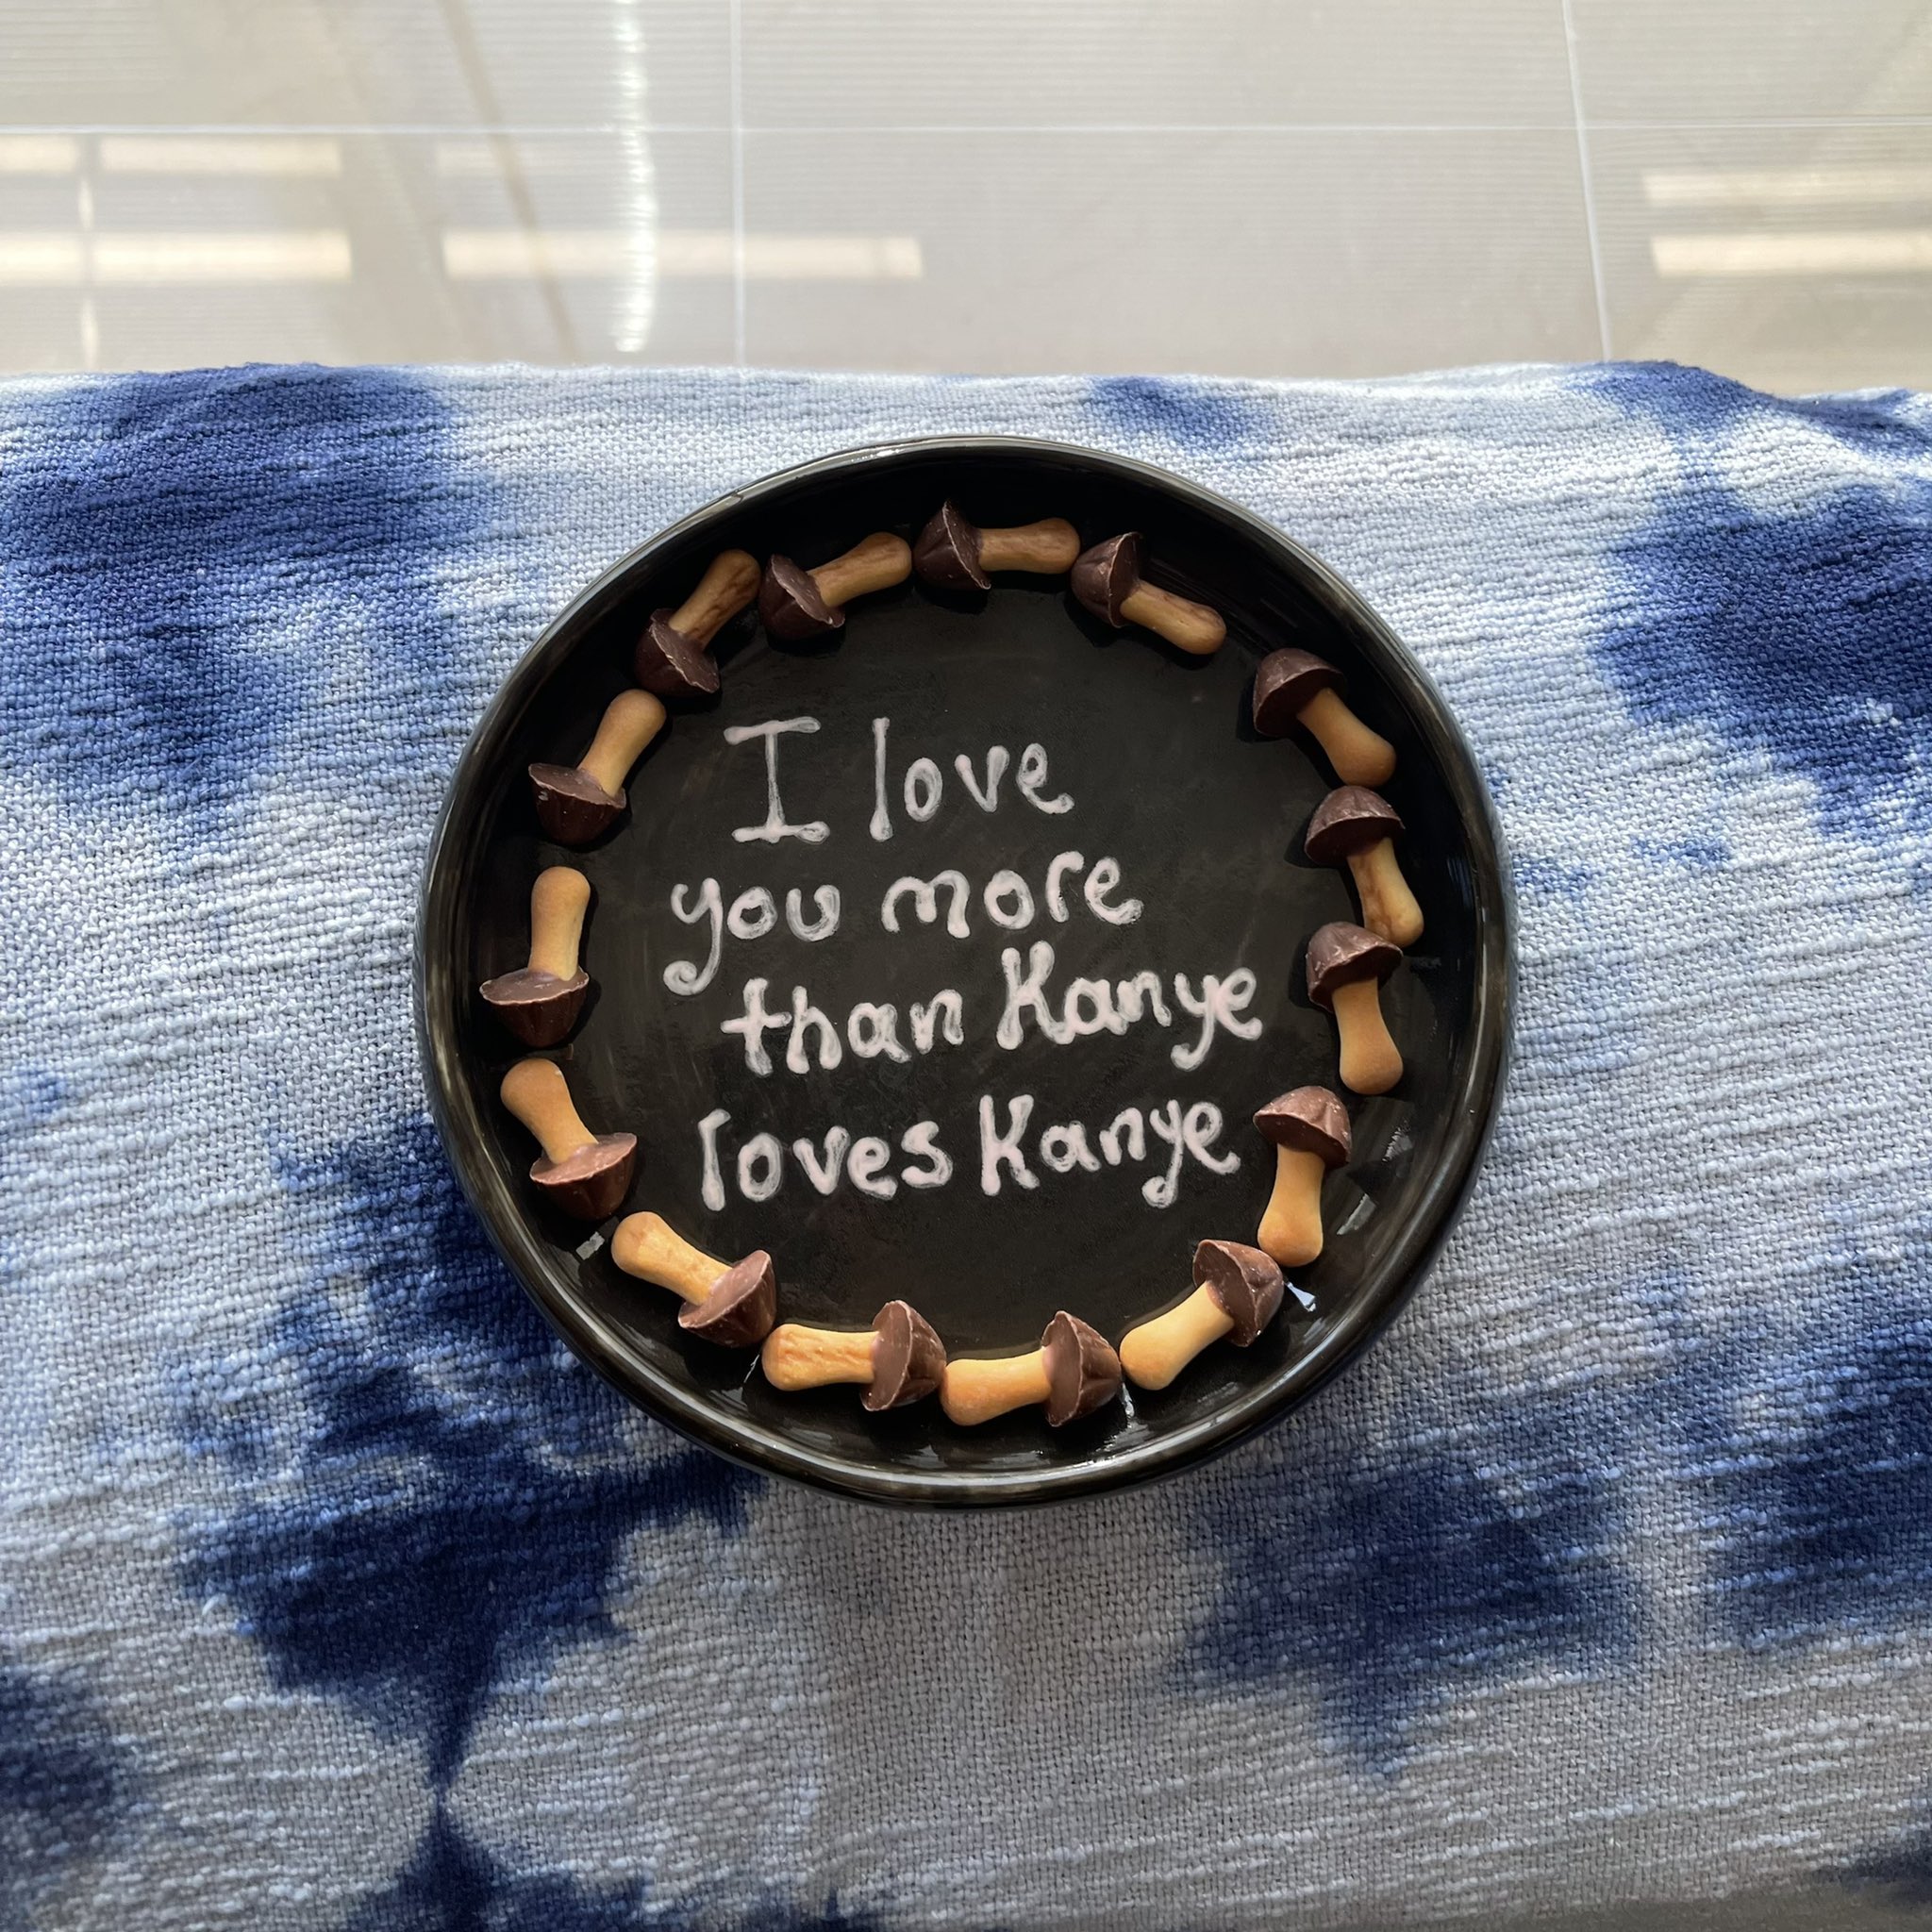 I love
you more
than Kanye
loves Kanye